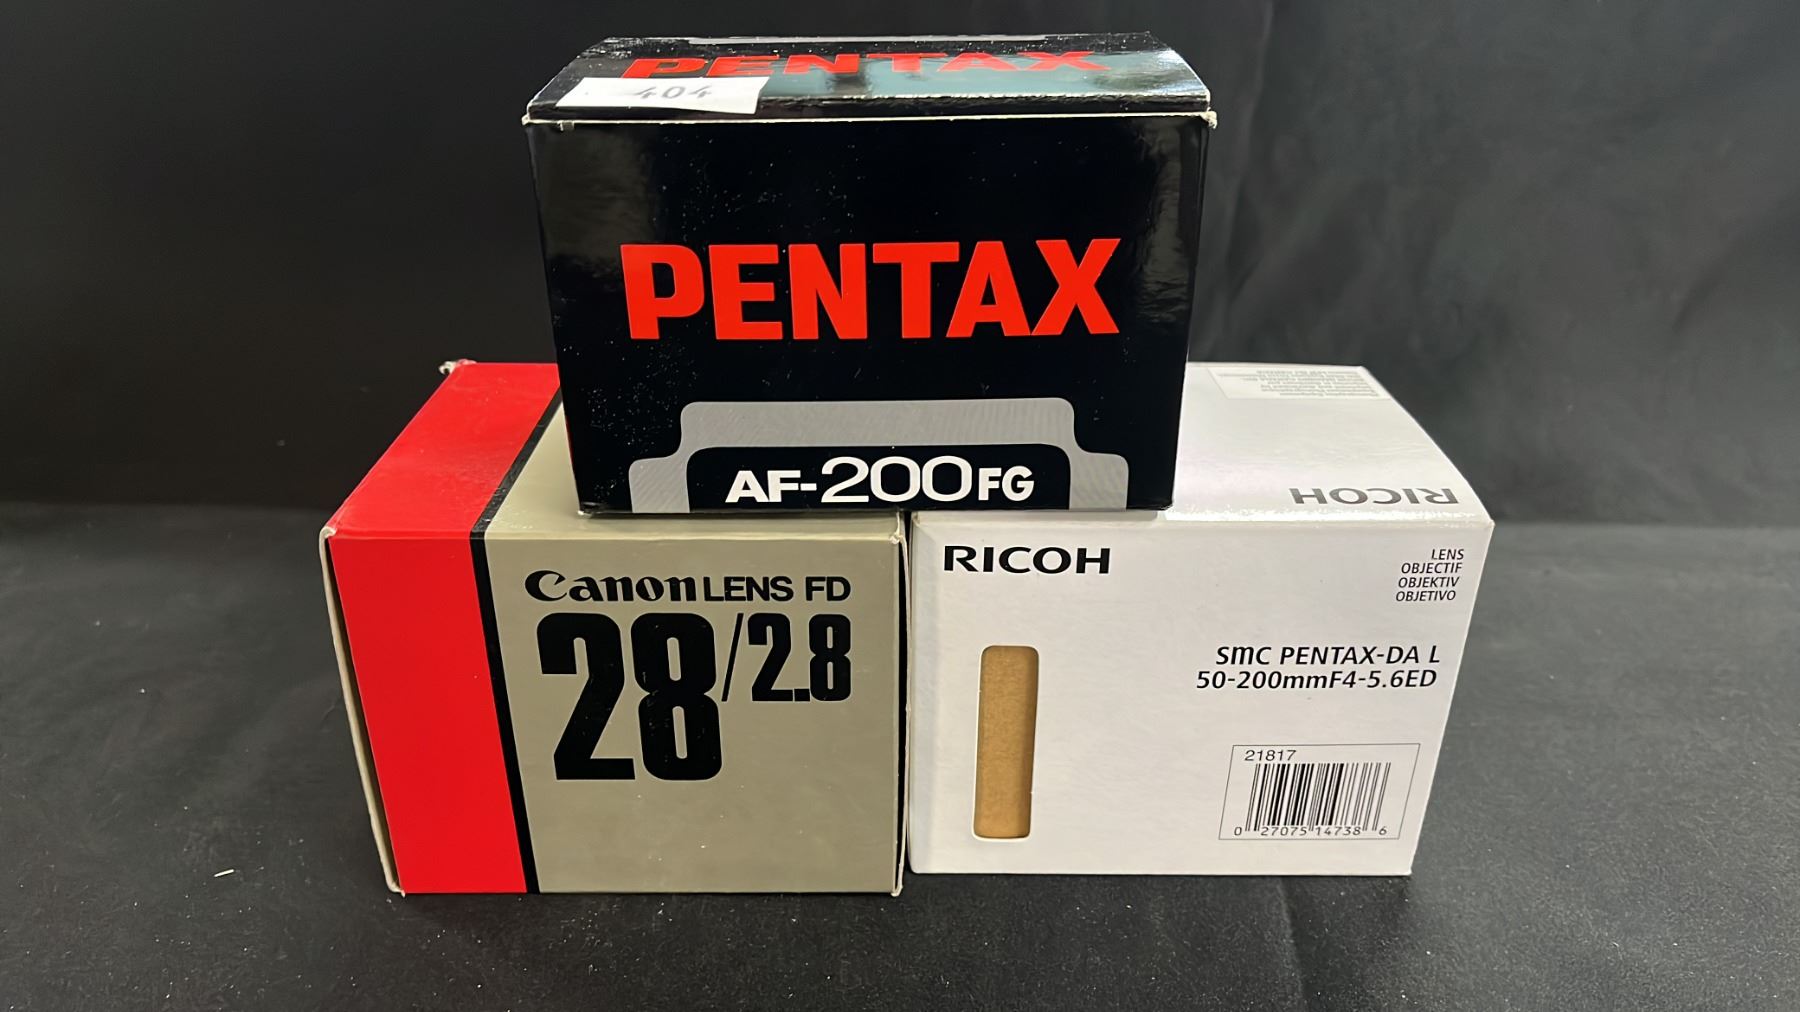 PENTAX
404
PENTAX
AF-200FG
Canon LENS FD
28/2.8
RICOH
RICOH
LENS
OBJECTIF
OBJEKTIV
OBJETIVO
SMC PENTAX-DA L
50-200mmF4-5.6ED
21817
0 27075 14738 6